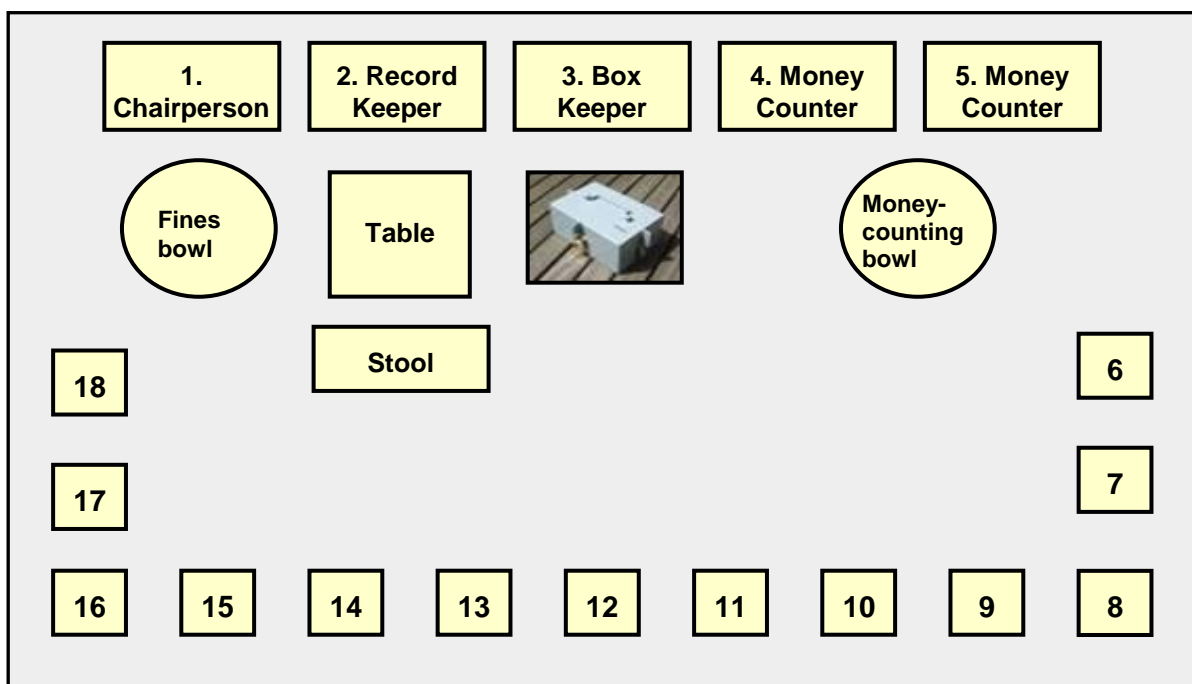 1.
Chairperson
2. Record
Keeper
3. Box
Keeper
4. Money
Counter
5. Money
Counter
Fines
bowl
Table
Money-
counting
bowl
Stool
18
6
17
7
16
15
14
13
12
11
10
9
8